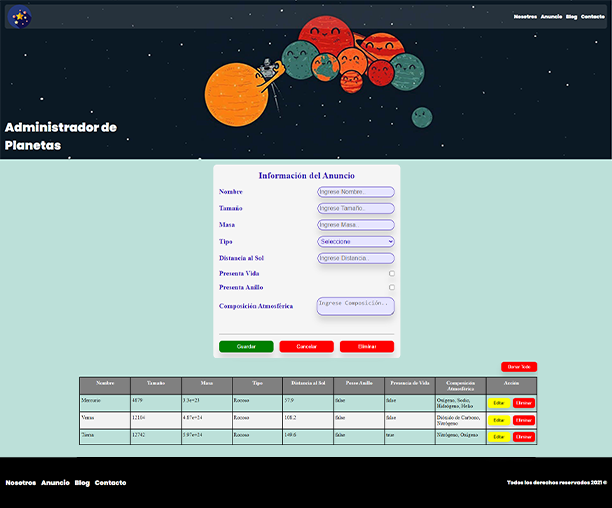 Nosotros Anuncio Blog Contacto
Administrador de
Planetas
Información del Anuncio
Nombre Ingrese Nombre..
Tamaño Ingrese Tamaño..
Masa Ingrese Masa..
Tipo Seleccione
Distancia al Sol Ingrese Distancia..
Presenta Vida
Presenta Anillo
Composición Atmosférica Ingrese Composición..
Guardar Cancelar Eliminar
Borrar Todo
Nombre Tamaño Masa Tipo Distancia al Sol Posee Anillo Presencia de Vida Composición Acción
Atmosférica
Mercurio 4879 3.3e+23 Rocoso 57.9 false false Oxígeno, Sodio, Editar Eliminar
Hidrógeno, Helio
Venus 12104 4.87e+24 Rocoso 108.2 false false Dióxido de Carbono, Editar Eliminar
Nitrógeno
Tierra 12742 5.97e+24 Rocoso 149.6 false true Nitrógeno, Oxígeno Editar Eliminar
Nosotros Anuncio Blog Contacto
Todos los derechos reservados 2021 ©